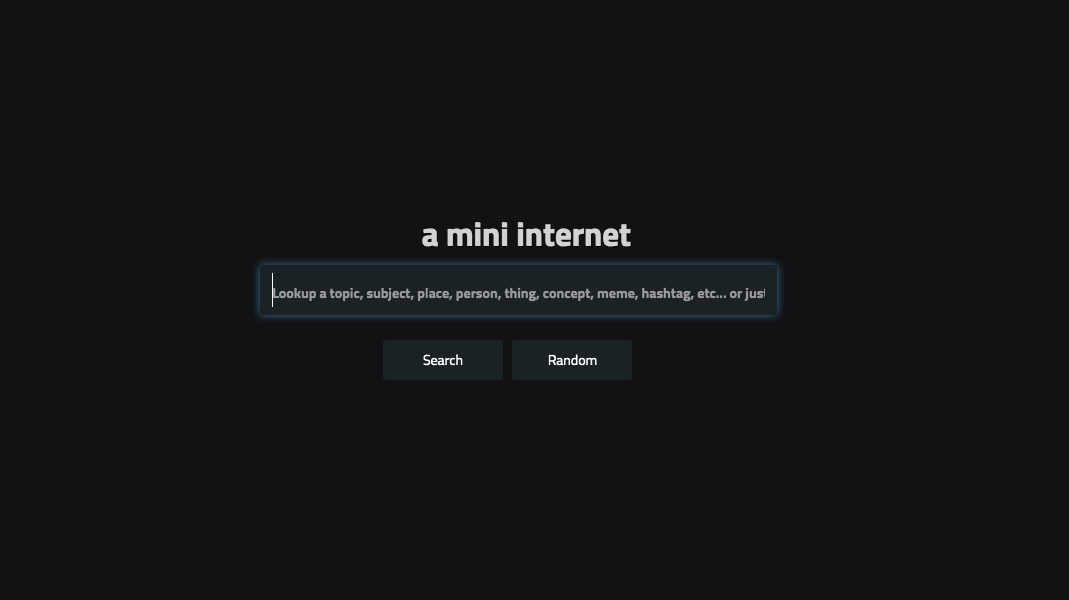 a mini internet
Lookup a topic, subject, place, person, thing, concept, meme, hashtag, etc... or just
Search
Random